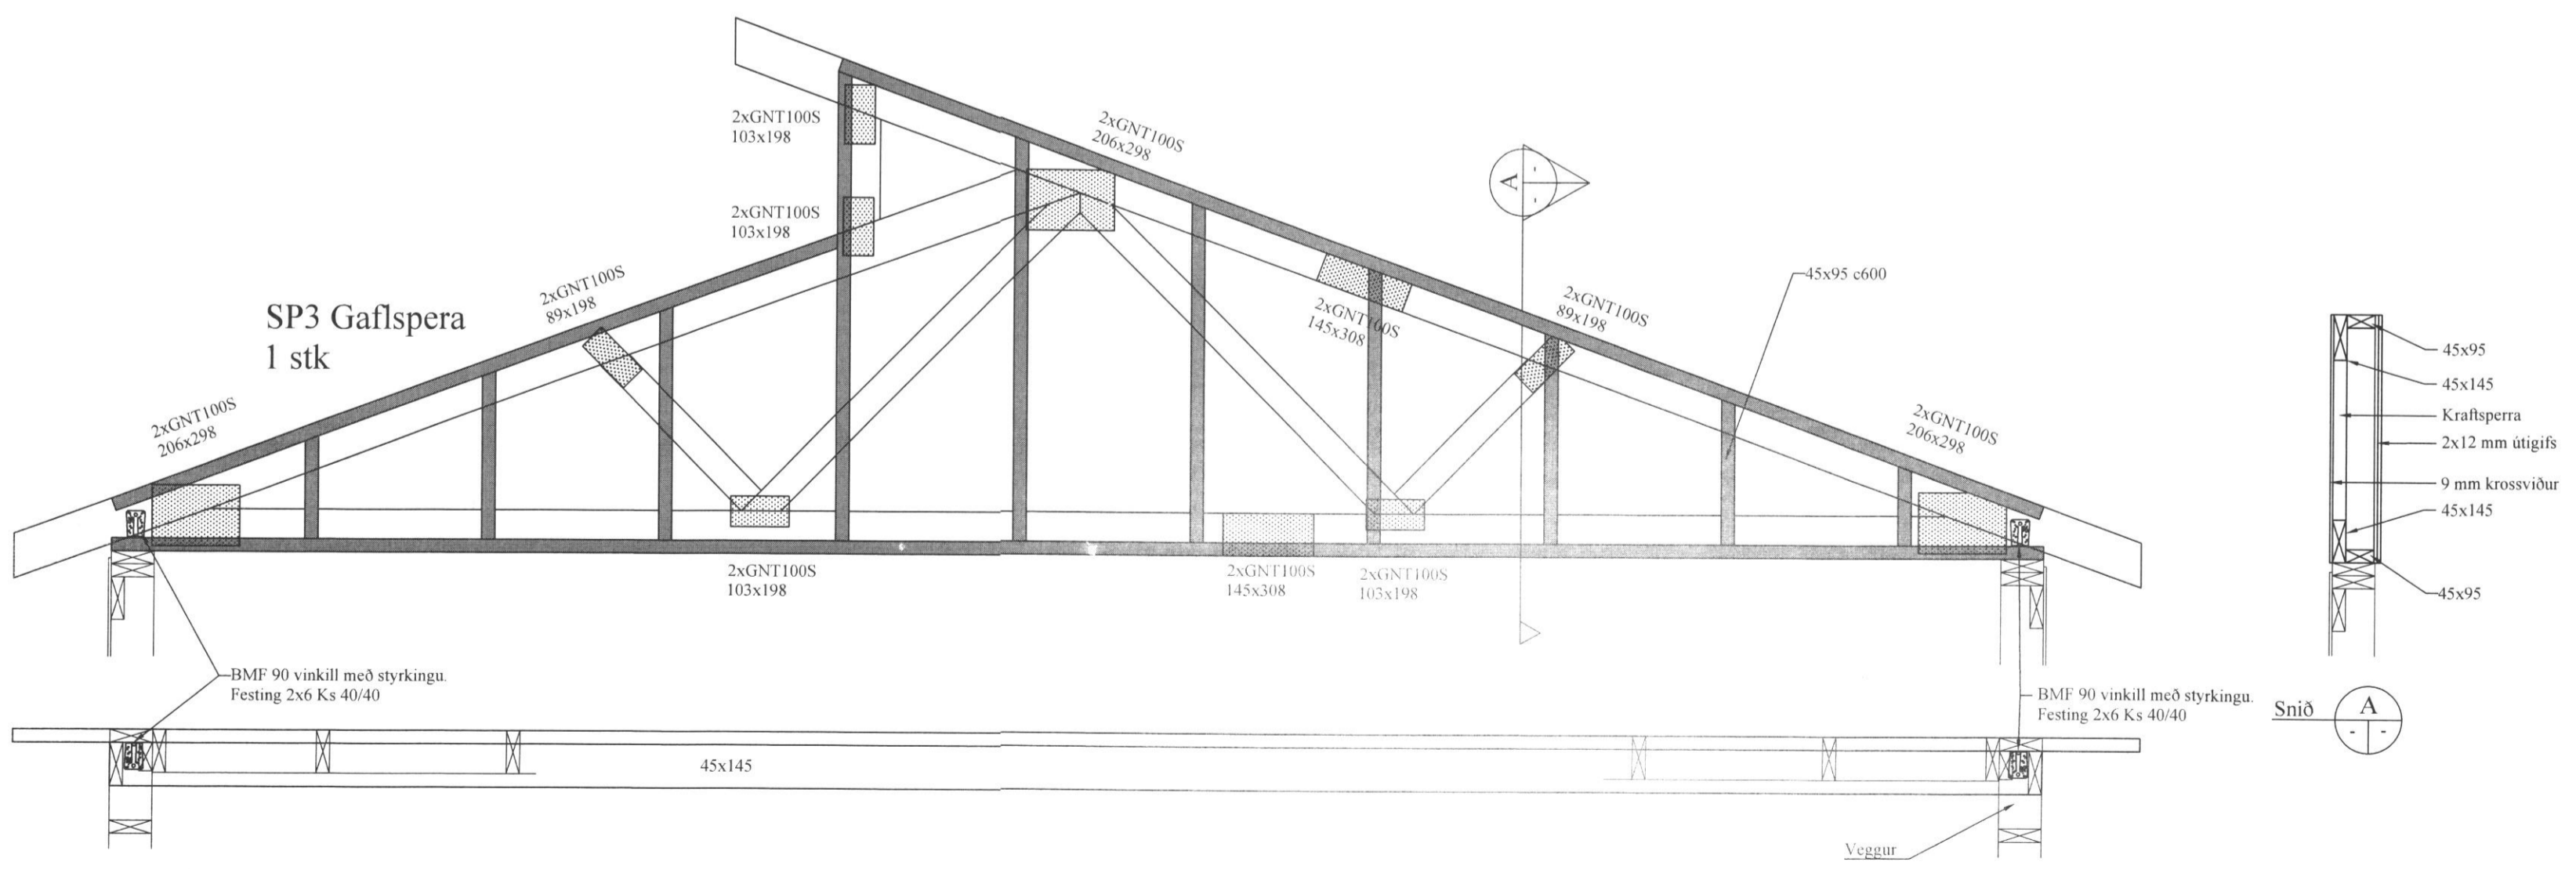 2xGNT100S
103x198
2xGNT100S
206x298
A
2xGNT100S
103x198
2xGNT100S
89x198
SP3 Gaflspera
1 stk
45x95 c600
2xGNT100S
145x308
2xGNT100S
89x198
2xGNT100S
206x298
2xGNT100S
206x298
45x95
45x145
Kraftsperra
2x12 mm útigifs
9 mm krossviður
45x145
45x95
2xGNT100S
103x198
2xGNT100S
145x308
2xGNT100S
103x198
BMF 90 vinkill með styrkingu.
Festing 2x6 Ks 40/40
BMF 90 vinkill með styrkingu.
Festing 2x6 Ks 40/40
Snið
A
45x145
Veggur